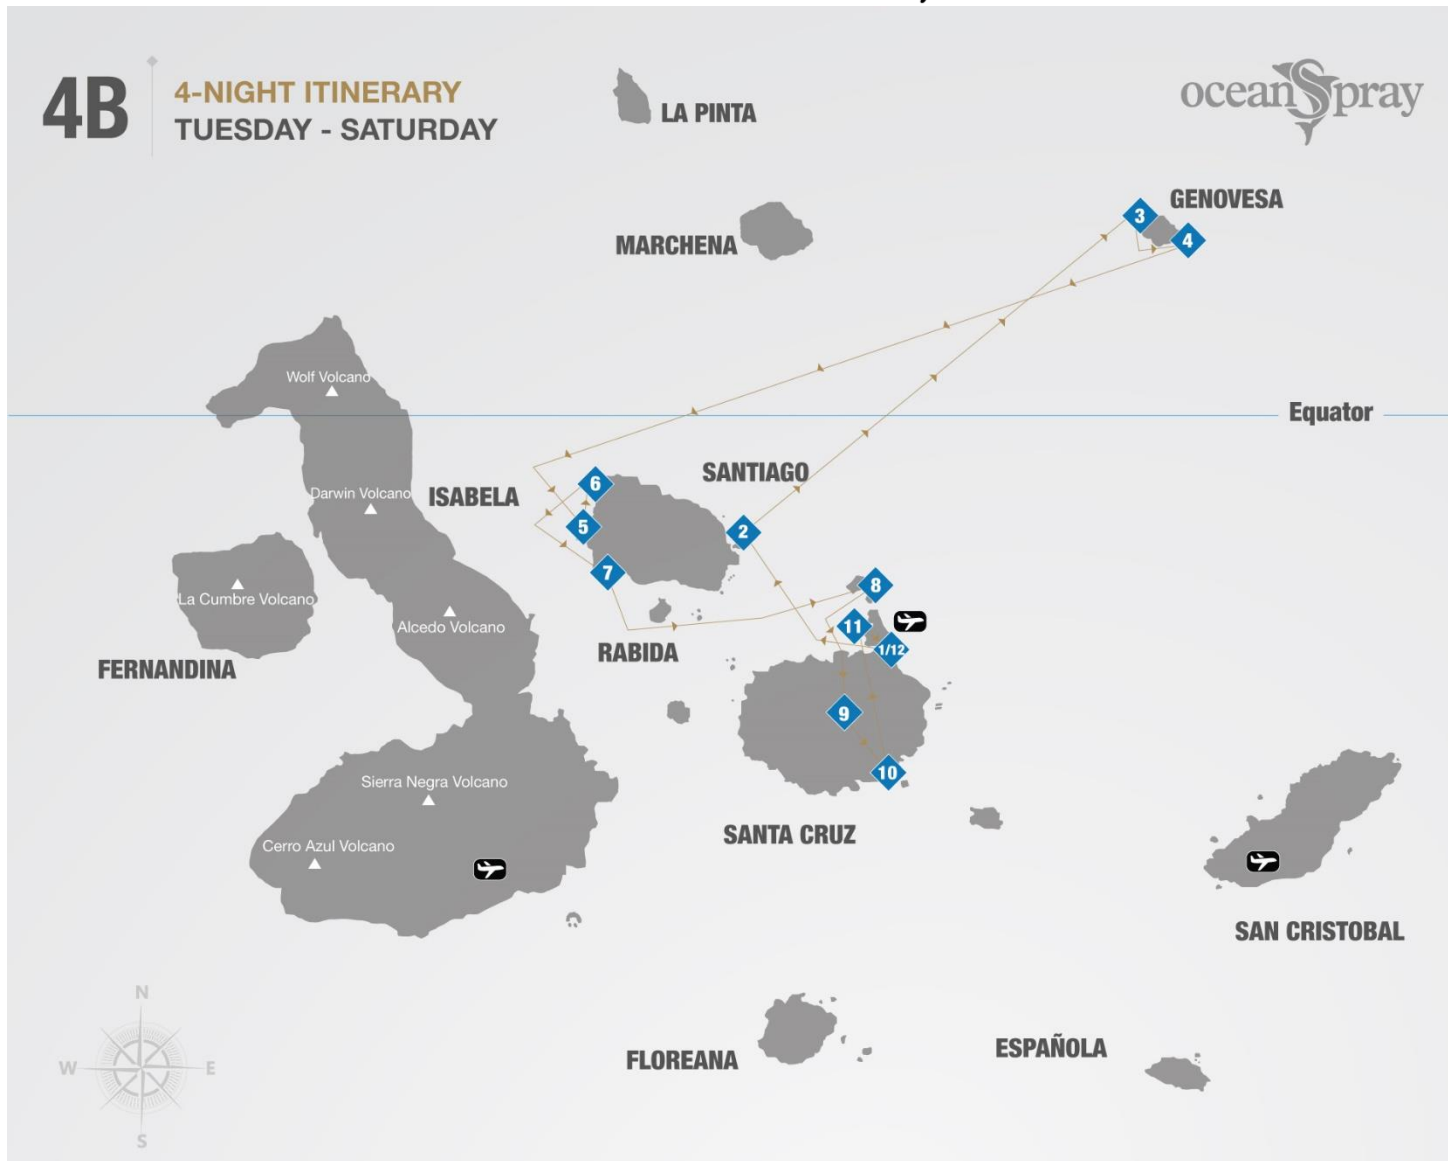 4B
4-NIGHT ITINERARY
TUESDAY - SATURDAY
oceanSpray
LA PINTA
GENOVESA
3
4
MARCHENA
Wolf Volcano
Equator
SANTIAGO
6
Darwin Volcano
ISABELA
5
2
7
8
La Cumbre Volcano
Alcedo Volcano
11
1/12
RABIDA
FERNANDINA
9
10
Sierra Negra Volcano
SANTA CRUZ
Cerro Azul Volcano
SAN CRISTOBAL
N
W
E
S
FLOREANA
ESPAÑOLA